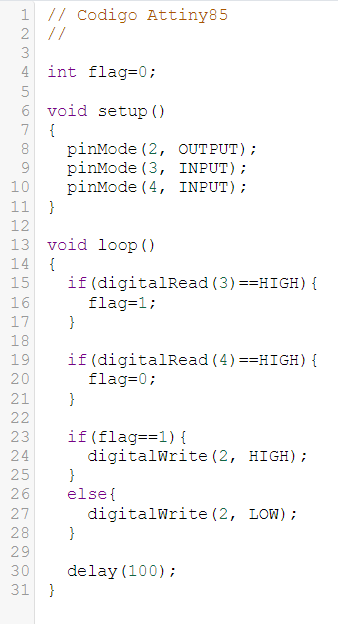 1 // Codigo Attiny85
2 //
3
4 int flag=0;
5
6 void setup()
7 {
8   pinMode(2, OUTPUT);
9   pinMode(3, INPUT);
10   pinMode(4, INPUT);
11 }
12
13 void loop()
14 {
15   if(digitalRead(3)==HIGH){
16     flag=1;
17   }
18
19   if(digitalRead(4)==HIGH){
20     flag=0;
21   }
22
23   if(flag==1){
24     digitalWrite(2, HIGH);
25   }
26   else{
27     digitalWrite(2, LOW);
28   }
29
30   delay(100);
31 }